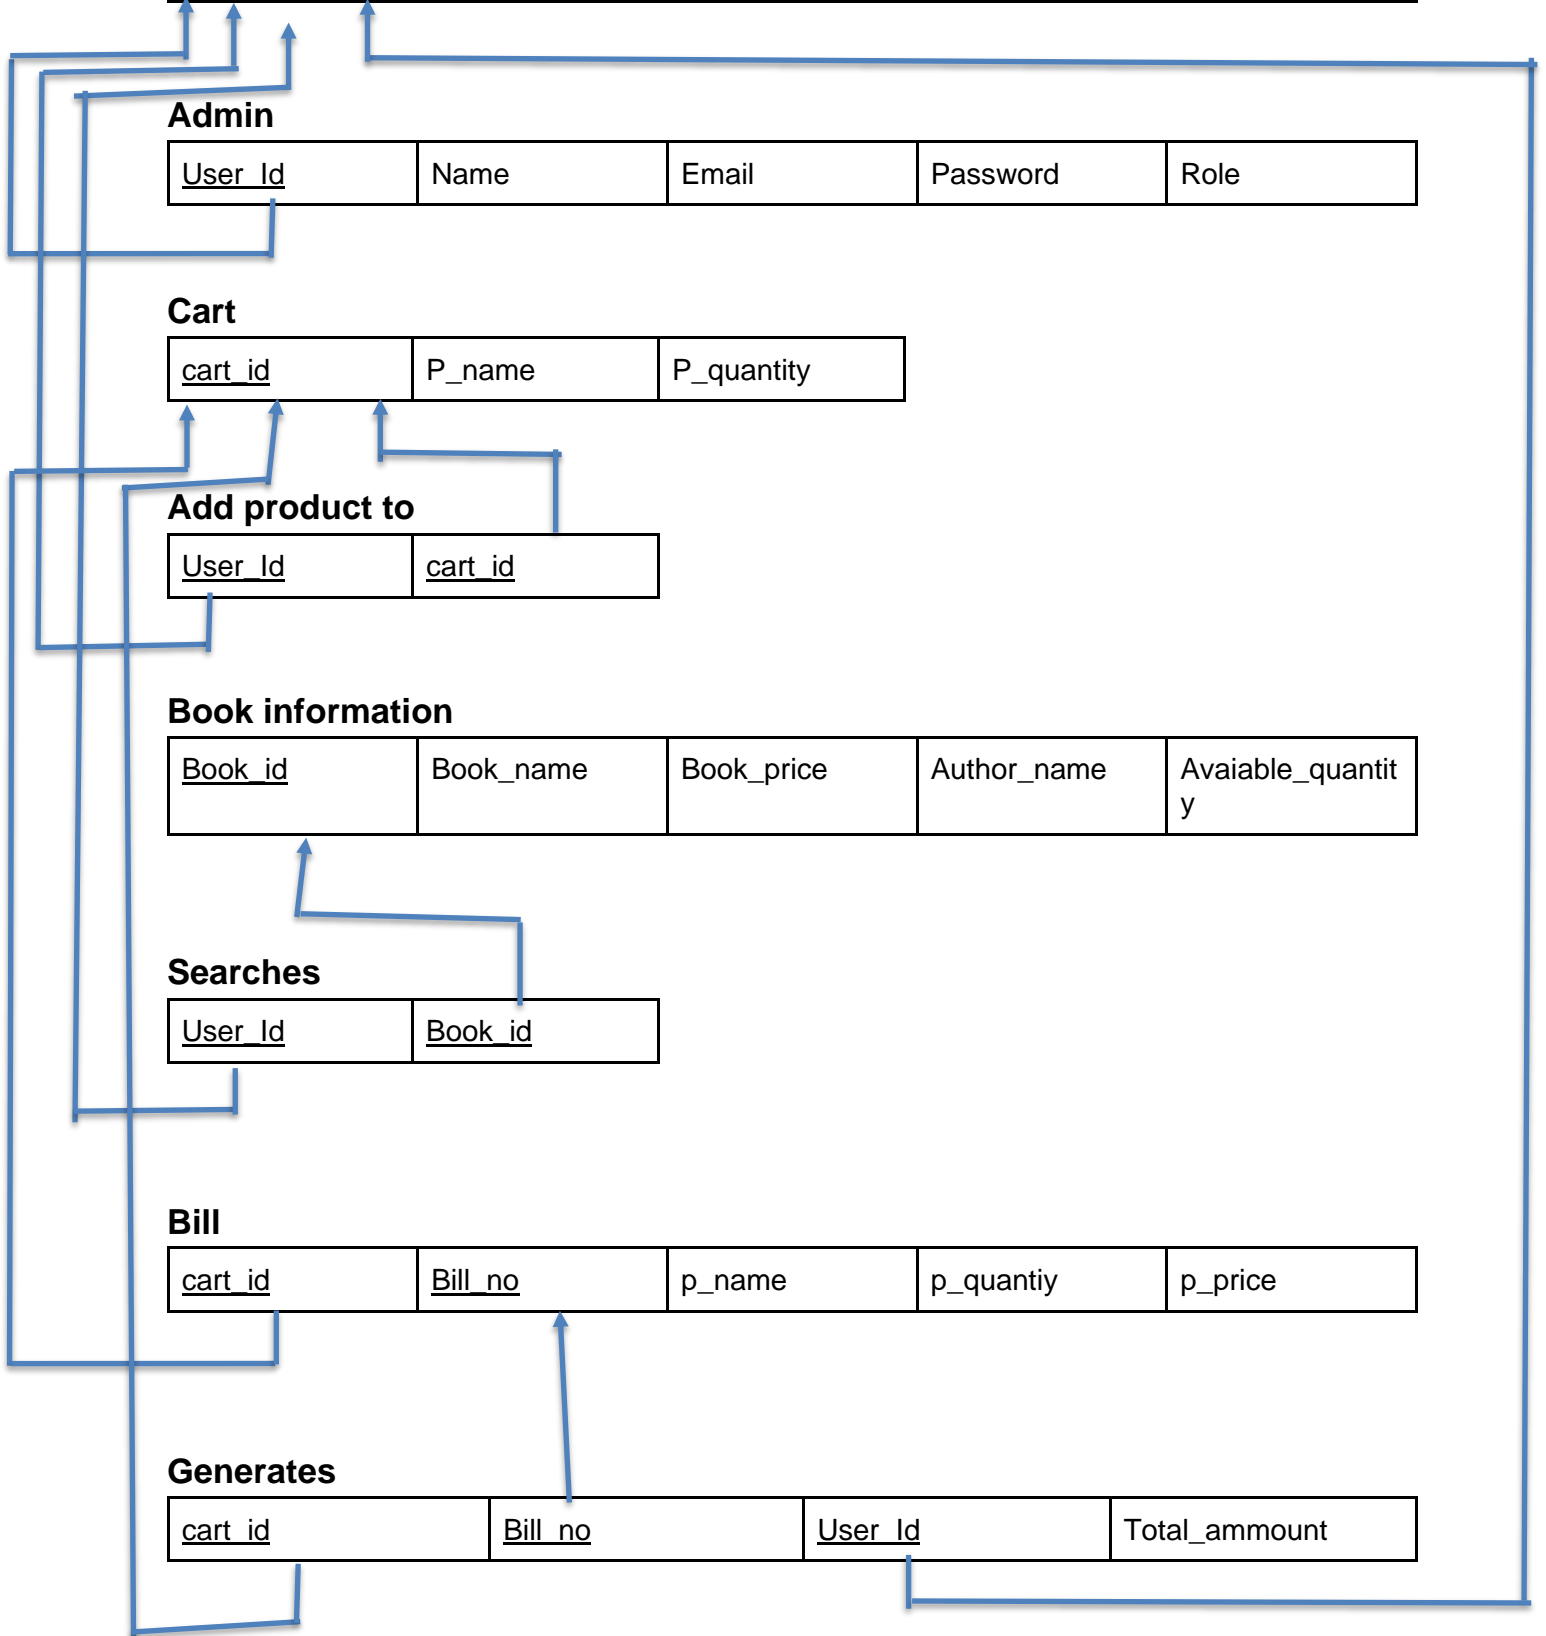 Admin
User_Id Name Email Password Role
Cart
cart_id P_name P_quantity
Add product to
User_Id cart_id
Book information
Book_id Book_name Book_price Author_name Avaiable_quantit
y
Searches
User_Id Book_id
Bill
cart_id Bill_no p_name p_quantiy p_price
Generates
cart_id Bill_no User_Id Total_ammount